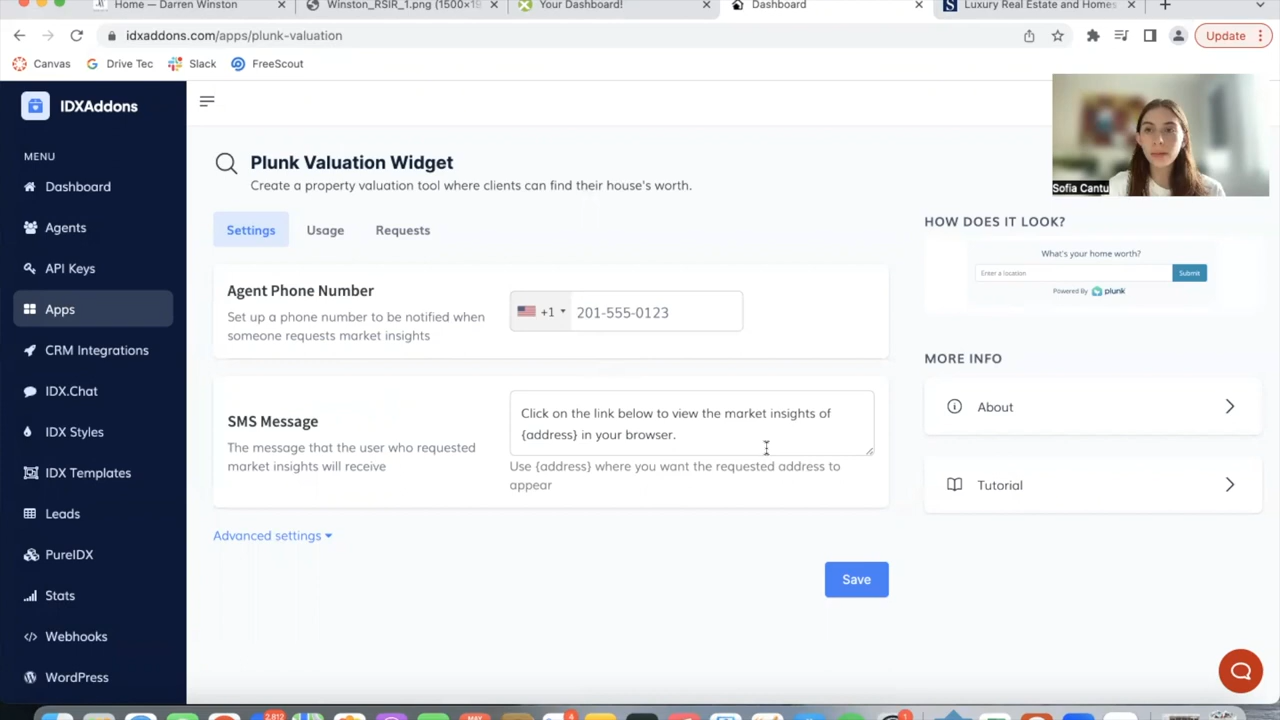 Home — Darren Winston
Winston_RSIR_1.png (1500×19
Your Dashboard!
Dashboard
Luxury Real Estate and Homes
idxaddons.com/apps/plunk-valuation
Update
Canvas
Drive Tec
Slack
FreeScout
IDXAddons
MENU
Dashboard
Agents
API Keys
Apps
CRM Integrations
IDX.Chat
IDX Styles
IDX Templates
Leads
PureIDX
Stats
Webhooks
WordPress
Plunk Valuation Widget
Create a property valuation tool where clients can find their house's worth.
Settings
Usage
Requests
Agent Phone Number
Set up a phone number to be notified when
someone requests market insights
+1
201-555-0123
SMS Message
The message that the user who requested
market insights will receive
Click on the link below to view the market insights of
{address} in your browser.
Use {address} where you want the requested address to
appear
Advanced settings
Save
Sofia Cantu
HOW DOES IT LOOK?
What's your home worth?
Enter a location
Submit
Powered By plunk
MORE INFO
About
Tutorial
2,812
MAY
4
1